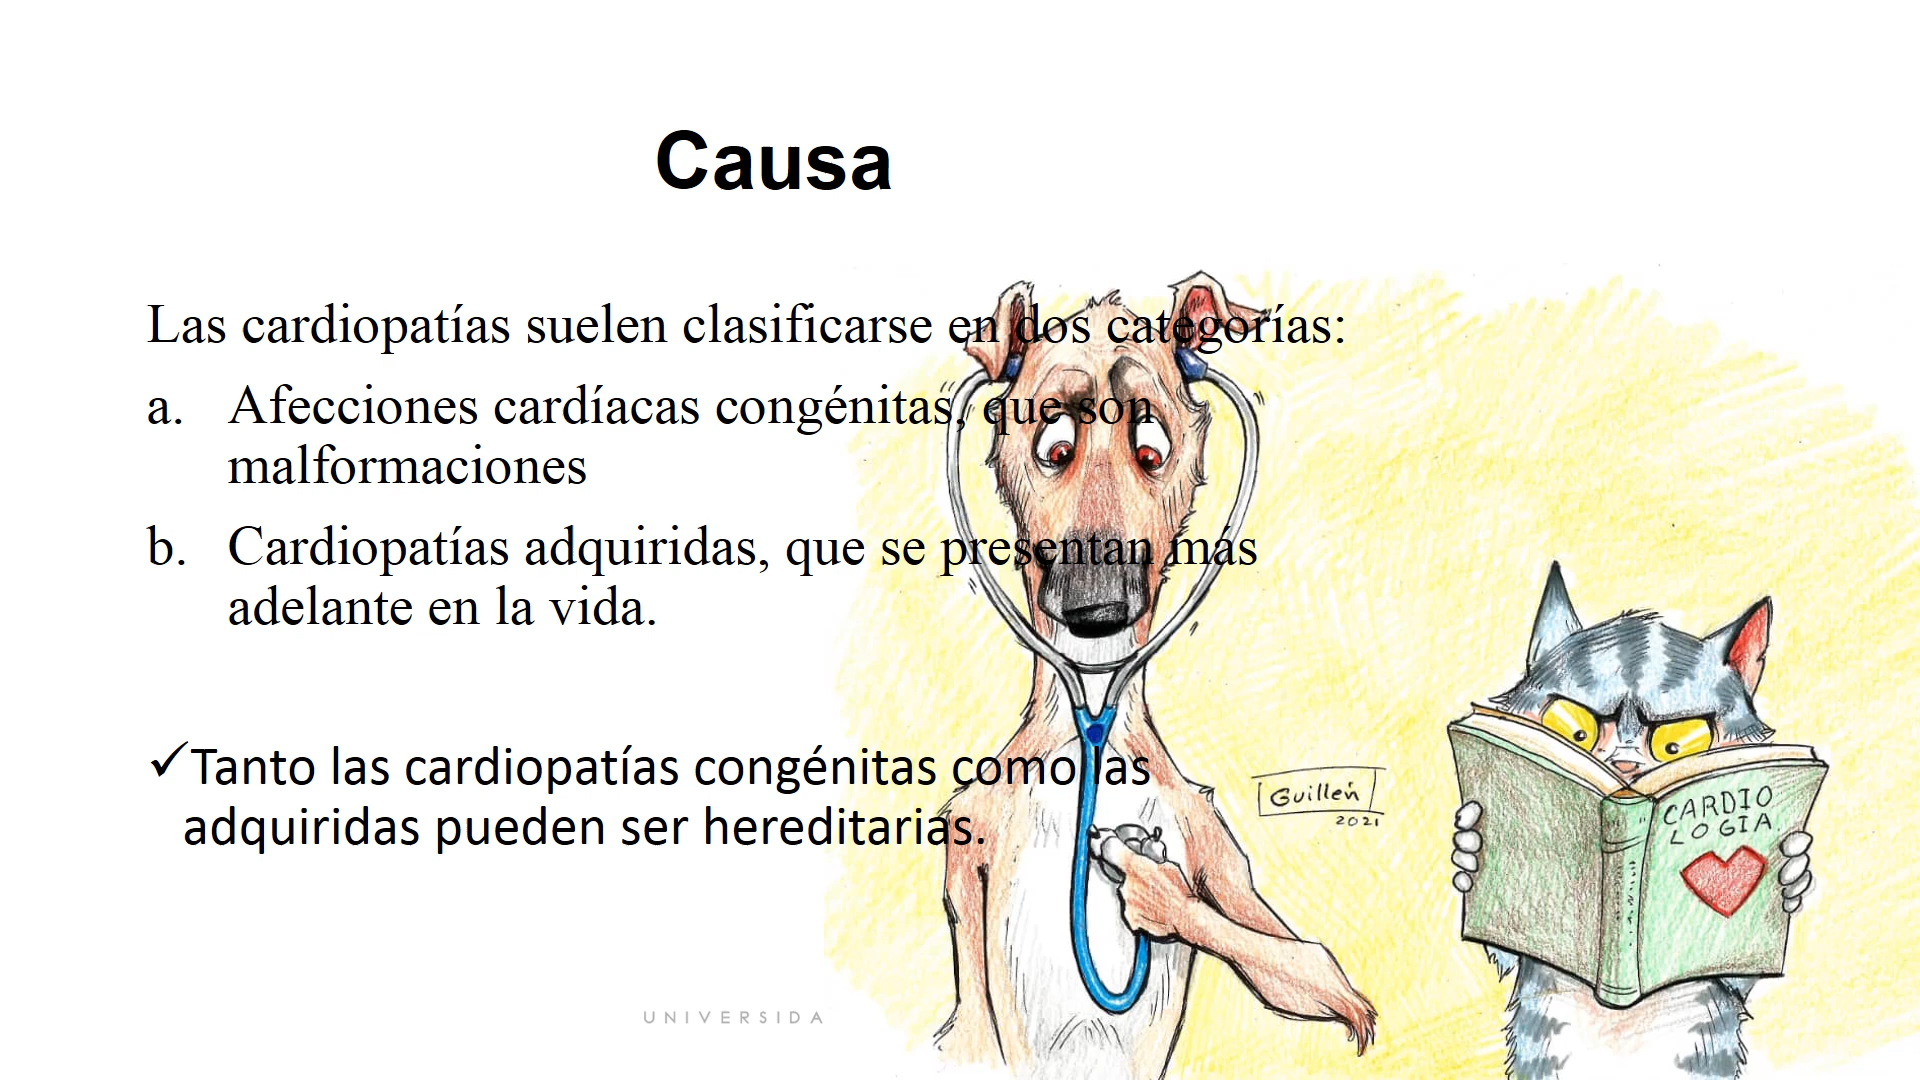 Causa
Las cardiopatías suelen clasificarse en dos categorías:
a. Afecciones cardíacas congénitas, que son
malformaciones
b. Cardiopatías adquiridas, que se presentan más
adelante en la vida.
✓Tanto las cardiopatías congénitas como las
adquiridas pueden ser hereditarias.
Guillén
2021
CARDIO
LOGIA
UNIVERSIDA